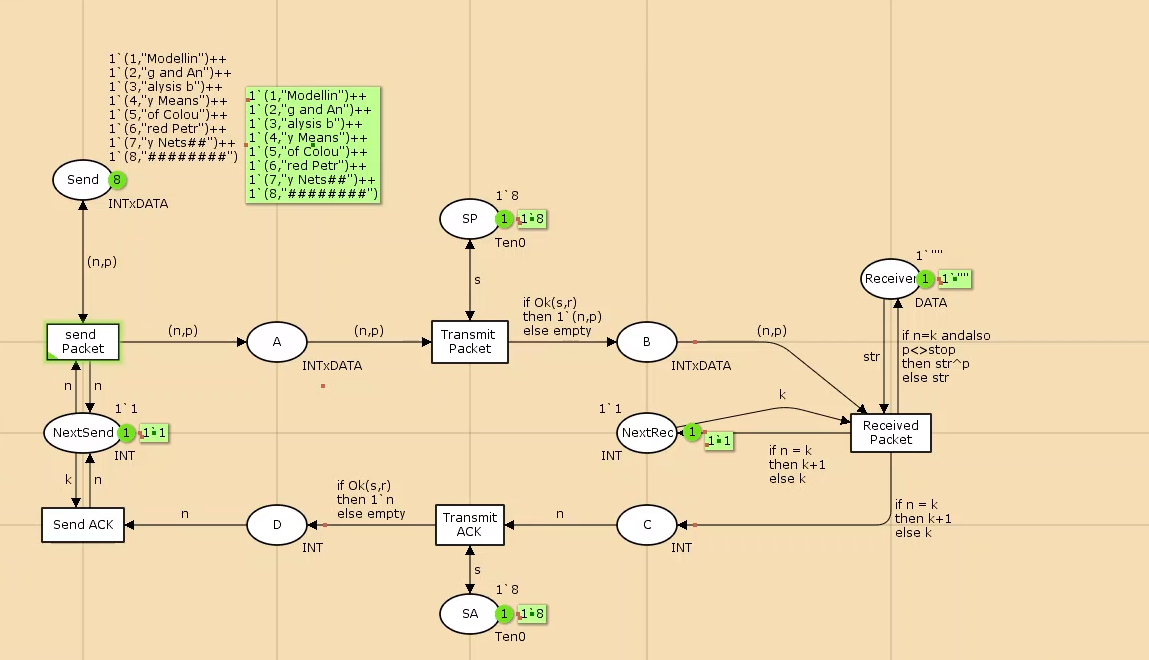 1`(1,"Modellin")++
1`(2,"g and An")++
1`(3,"alysis b")++
1`(4,"y Means")++
1`(5,"of Colou")++
1`(6,"red Petr")++
1`(7,"y Nets##")++
1`(8,"########")
1`(1,"Modellin")++
1`(2,"g and An")++
1`(3,"alysis b")++
1`(4,"y Means")++
1`(5,"of Colou")++
1`(6,"red Petr")++
1`(7,"y Nets##")++
1`(8,"########")
Send
8
INTxDATA
(n,p)
1`8
SP
1
1`8
Ten0
s
1`""
Receiver
1
1`""
DATA
send
Packet
(n,p)
A
INTxDATA
(n,p)
Transmit
Packet
if Ok(s,r)
then 1`(n,p)
else empty
B
INTxDATA
(n,p)
str
if n=k andalso
p<>stop
then str^p
else str
n
n
1`1
NextSend
1
1`1
INT
1`1
NextRec
1
1`1
INT
k
if n = k
then k+1
else k
Received
Packet
k
n
Send ACK
n
D
INT
if Ok(s,r)
then 1`n
else empty
Transmit
ACK
n
C
INT
if n = k
then k+1
else k
s
1`8
SA
1
1`8
Ten0